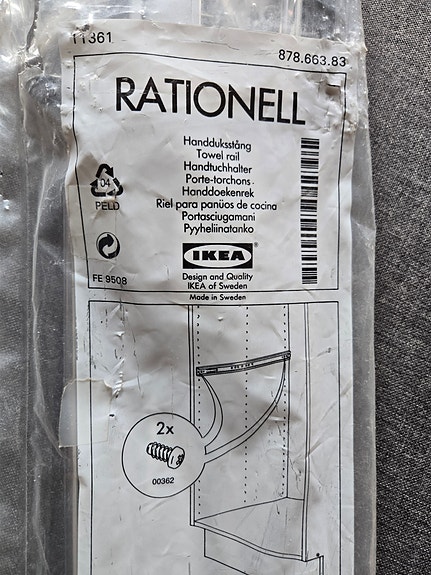 11361
878.663.83
RATIONELL
Handduksstång
Towel rail
Handtuchhalter
Porte-torchons
Handdoekenrek
Riel para panüos de cocina
Portasciugamani
Pyyheliinatanko
04
PELD
FE 9508
IKEA
Design and Quality
IKEA of Sweden
Made in Sweden
2x
00362